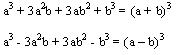 a³ + 3a²b + 3ab² + b³ = (a + b)³
a³ - 3a²b + 3ab² - b³ = (a – b)³